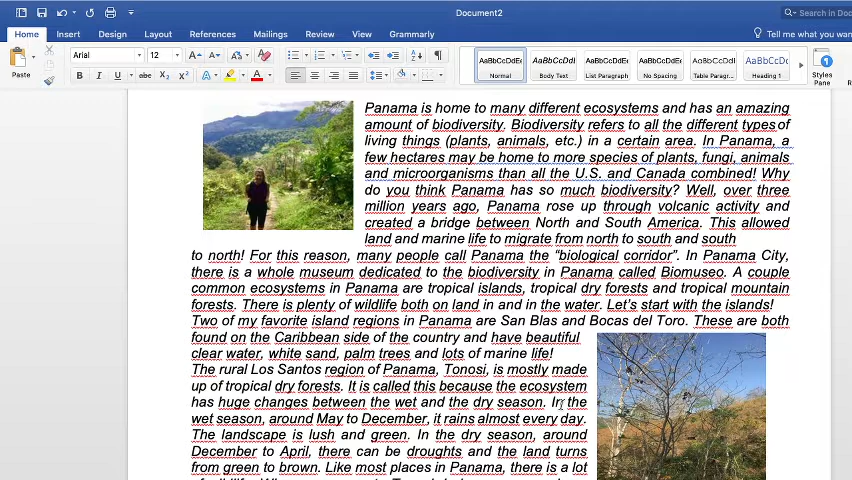 Document2
Search in Doc
Home Insert Design Layout References Mailings Review View Grammarly Tell me what you wan
Paste Arial 12 A A Aa A AaBbCcDdEe AaBbCcDdEe AaBbCcDdEe AaBbCcDdEe AaBbCcDdEe AaBbCcDdEe
B I U abc X2 X2 A A Normal Body Text List Paragraph No Spacing Table Paragr... Heading 1 Styles
Pane
Panama is home to many different ecosystems and has an amazing
amount of biodiversity. Biodiversity refers to all the different types of
living things (plants, animals, etc.) in a certain area. In Panama, a
few hectares may be home to more species of plants, fungi, animals
and microorganisms than all the U.S. and Canada combined! Why
do you think Panama has so much biodiversity? Well, over three
million years ago, Panama rose up through volcanic activity and
created a bridge between North and South America. This allowed
land and marine life to migrate from north to south and south
to north! For this reason, many people call Panama the "biological corridor". In Panama City,
there is a whole museum dedicated to the biodiversity in Panama called Biomuseo. A couple
common ecosystems in Panama are tropical islands, tropical dry forests and tropical mountain
forests. There is plenty of wildlife both on land in and in the water. Let's start with the islands!
Two of my favorite island regions in Panama are San Blas and Bocas del Toro. These are both
found on the Caribbean side of the country and have beautiful
clear water, white sand, palm trees and lots of marine life!
The rural Los Santos region of Panama, Tonosi, is mostly made
up of tropical dry forests. It is called this because the ecosystem
has huge changes between the wet and the dry season. In the
wet season, around May to December, it rains almost every day.
The landscape is lush and green. In the dry season, around
December to April, there can be droughts and the land turns
from green to brown. Like most places in Panama, there is a lot